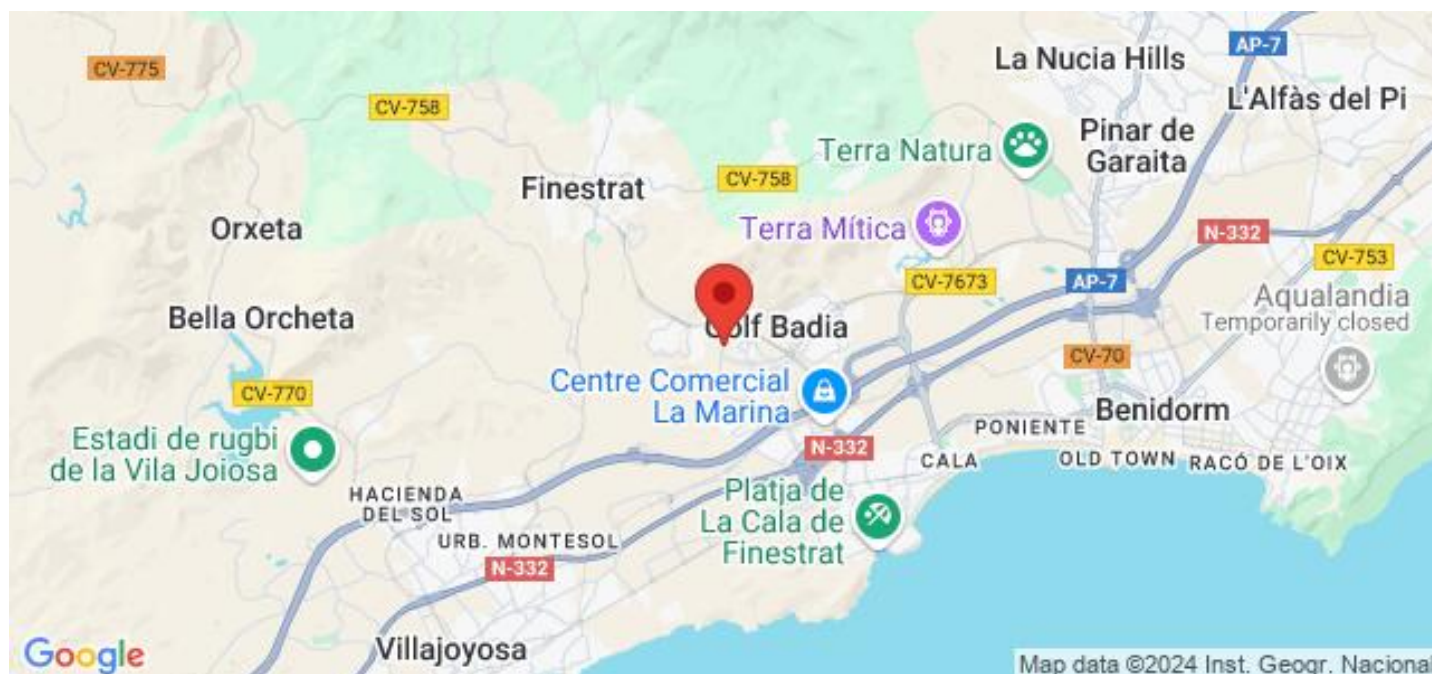 La Nucia Hills
AP-7
CV-775
L'Alfàs del Pi
CV-758
Pinar de
Garaita
Terra Natura
CV-758
Finestrat
Orxeta
Terra Mítica
N-332
CV-753
CV-7673
AP-7
Aqualandia
Temporarily closed
Bella Orcheta
Golf Badia
CV-70
Centre Comercial
La Marina
CV-770
Benidorm
PONIENTE
Estadi de rugbi
de la Vila Joiosa
N-332
CALA
OLD TOWN
RACÓ DE L'OIX
HACIENDA
DEL SOL
Platja de
La Cala de
Finestrat
URB. MONTESOL
N-332
Villajoyosa
Google
Map data ©2024 Inst. Geogr. Nacional